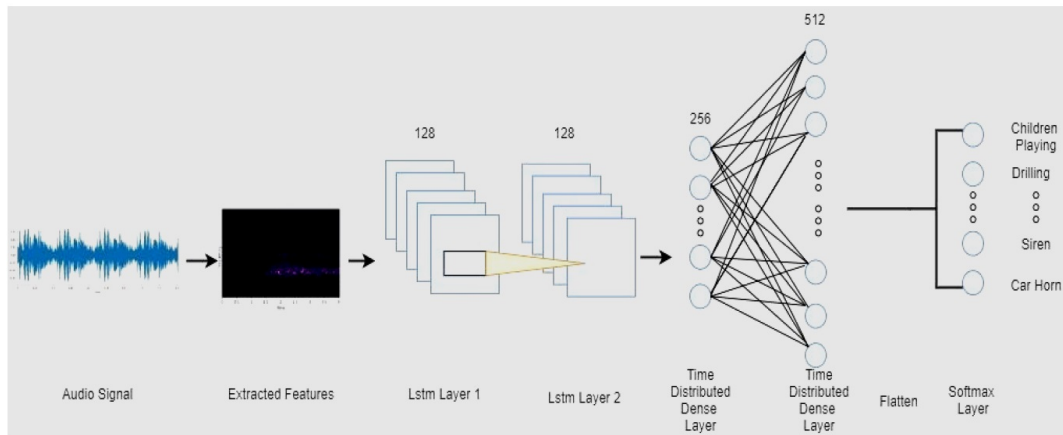 512
256
128
128
Children
Playing
Drilling
Siren
Car Horn
Audio Signal
Extracted Features
Lstm Layer 1
Lstm Layer 2
Time
Distributed
Dense
Layer
Time
Distributed
Dense
Layer
Flatten
Softmax
Layer